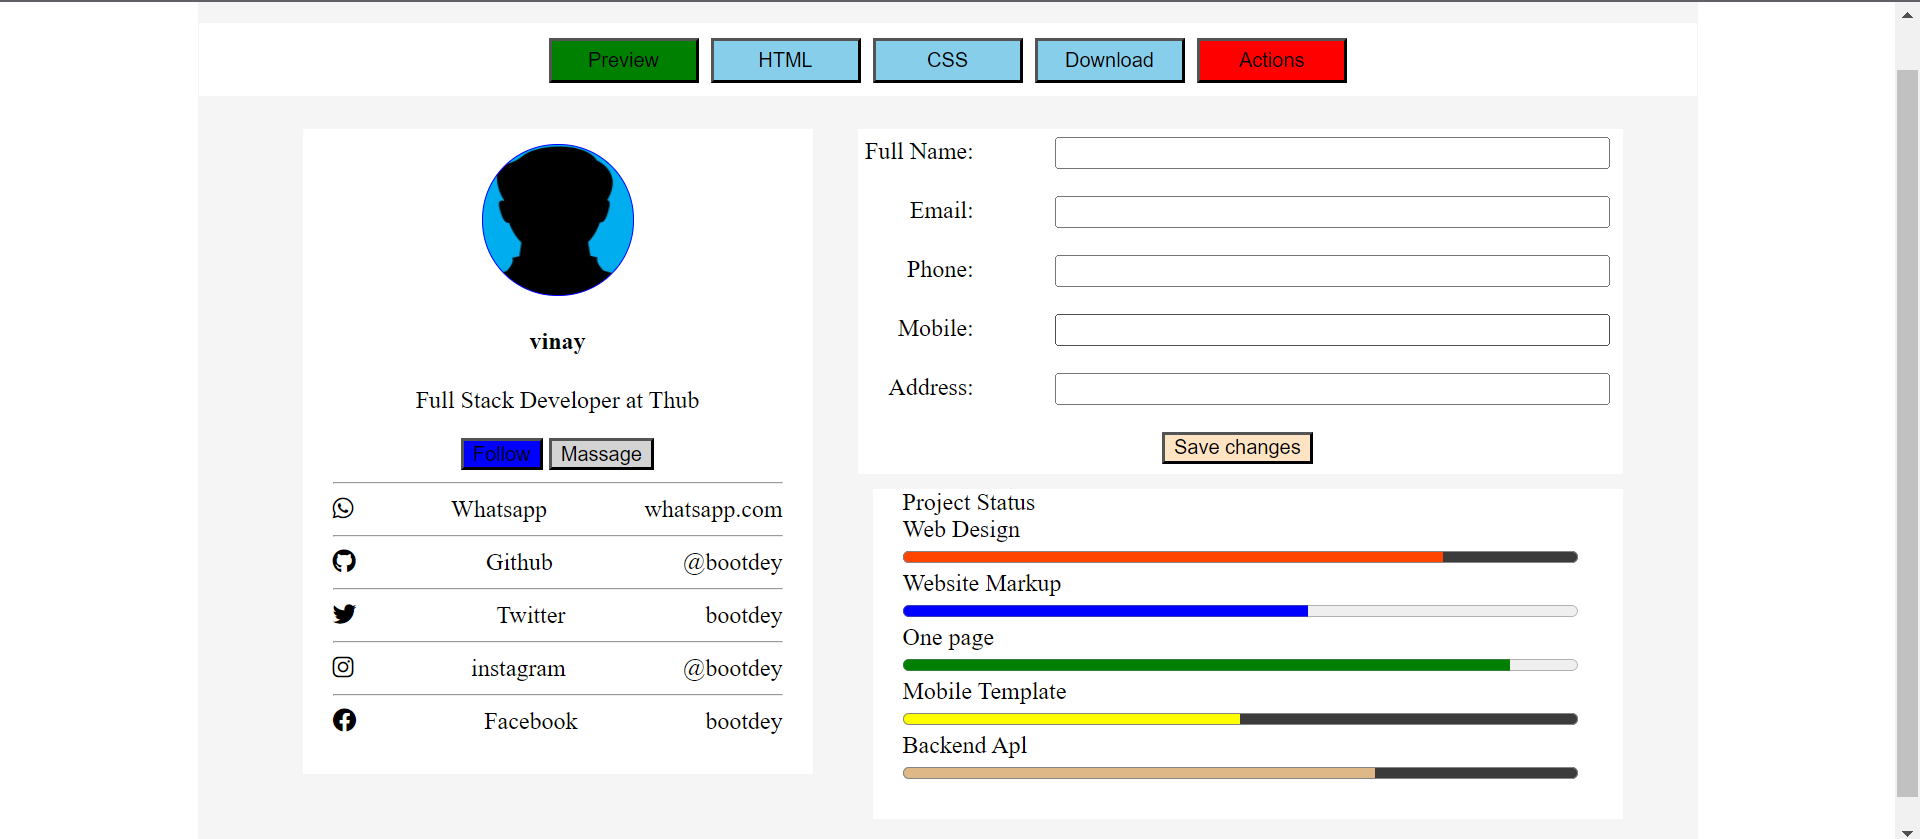 Preview HTML CSS Download Actions
vinay
Full Stack Developer at Thub
Follow Massage
Whatsapp whatsapp.com
Github @bootdey
Twitter bootdey
instagram @bootdey
Facebook bootdey
Full Name:
Email:
Phone:
Mobile:
Address:
Save changes
Project Status
Web Design
Website Markup
One page
Mobile Template
Backend Apl